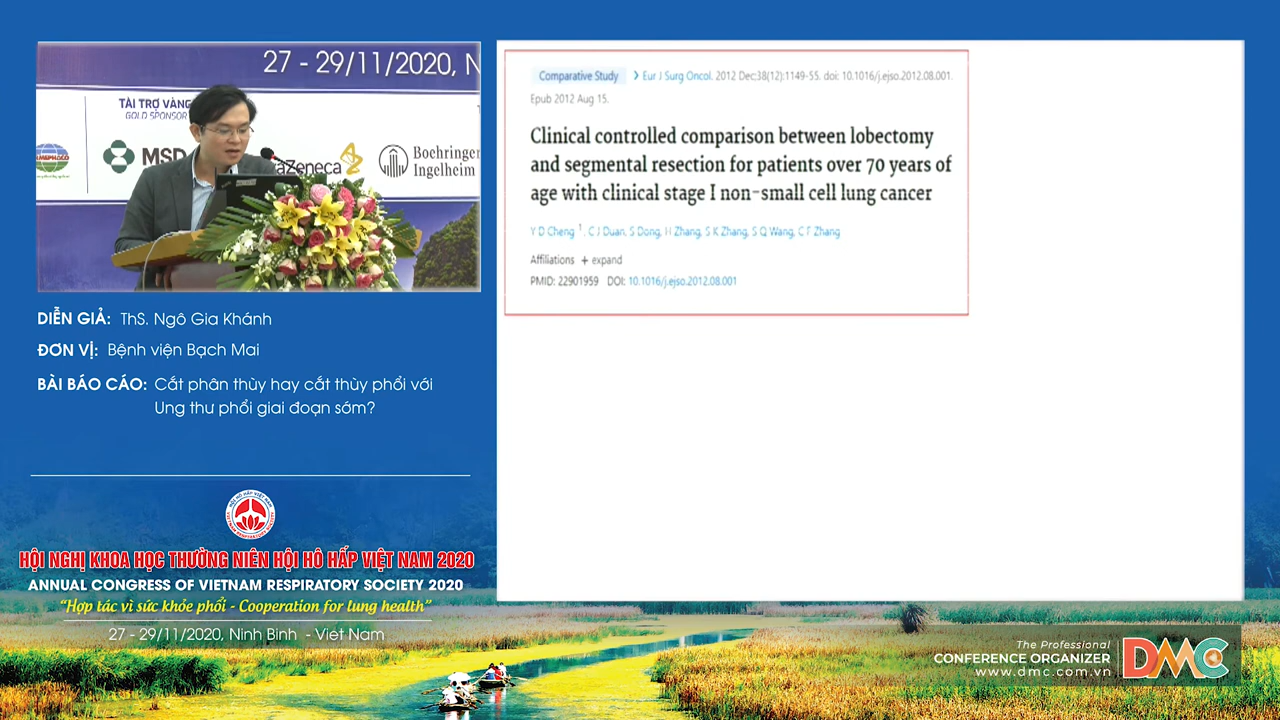 27 - 29/11/2020, N
TÀI TRỢ VÀNG
GOLD SPONSOR
MSD
aZeneca
Boehringer
Ingelheim
DIỄN GIẢ: ThS. Ngô Gia Khánh
ĐƠN VỊ: Bệnh viện Bạch Mai
BÀI BÁO CÁO: Cắt phân thùy hay cắt thùy phổi với
Ung thư phổi giai đoạn sớm?
HỘI NGHỊ KHOA HỌC THƯỜNG NIÊN HỘI HÔ HẤP VIỆT NAM 2020
ANNUAL CONGRESS OF VIETNAM RESPIRATORY SOCIETY 2020
“Hợp tác vì sức khỏe phổi - Cooperation for lung health”
27 - 29/11/2020, Ninh Bình - Viet Nam
Comparative Study > Eur J Surg Oncol. 2012 Dec;38(12):1149-55. doi: 10.1016/j.ejso.2012.08.001.
Epub 2012 Aug 15.
Clinical controlled comparison between lobectomy
and segmental resection for patients over 70 years of
age with clinical stage I non-small cell lung cancer
Y D Cheng 1, C J Duan, S Dong, H Zhang, S K Zhang, S Q Wang, C F Zhang
Affiliations + expand
PMID: 22901959 DOI: 10.1016/j.ejso.2012.08.001
The Professional
CONFERENCE ORGANIZER
www.dmc.com.vn
DMC